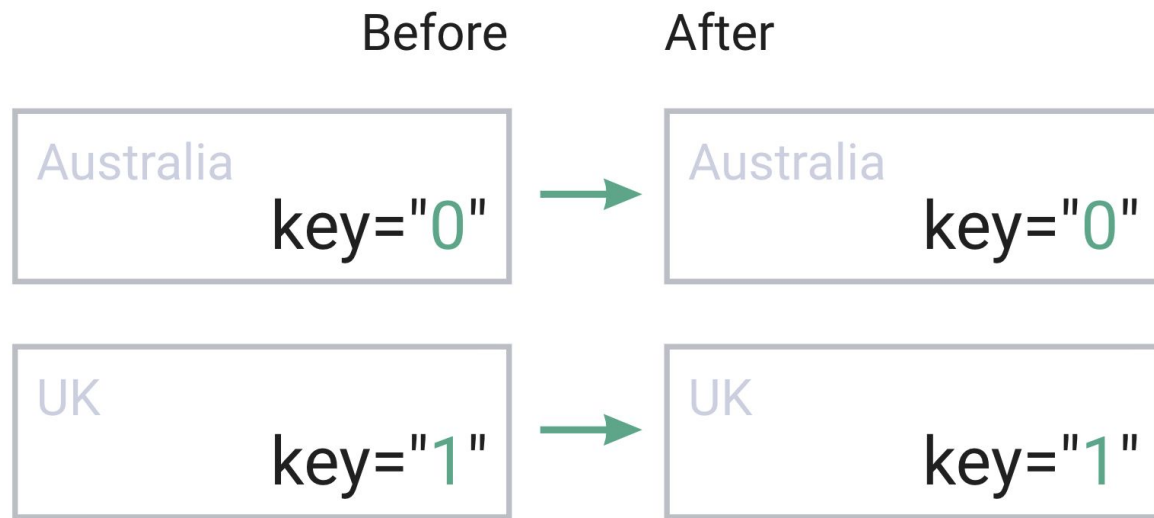 Before After
Australia Australia
key="0" key="0"
UK UK
key="1" key="1"